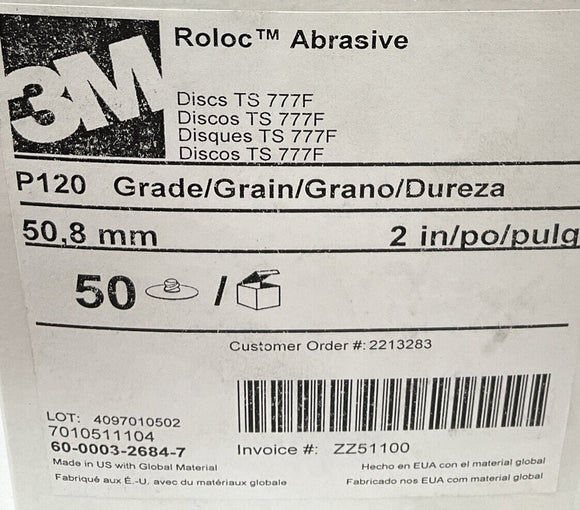 3M
Roloc™ Abrasive
Discs TS 777F
Discos TS 777F
Disques TS 777F
Discos TS 777F
P120 Grade/Grain/Grano/Dureza
50,8 mm 2 in/po/pulg
50 /
Customer Order #: 2213283
LOT: 4097010502
7010511104
60-0003-2684-7 Invoice #: ZZ51100
Made in US with Global Material Hecho en EUA con el material global
Fabriqué aux É.-U. avec du matériaux globale Fabricado nos EUA com material global